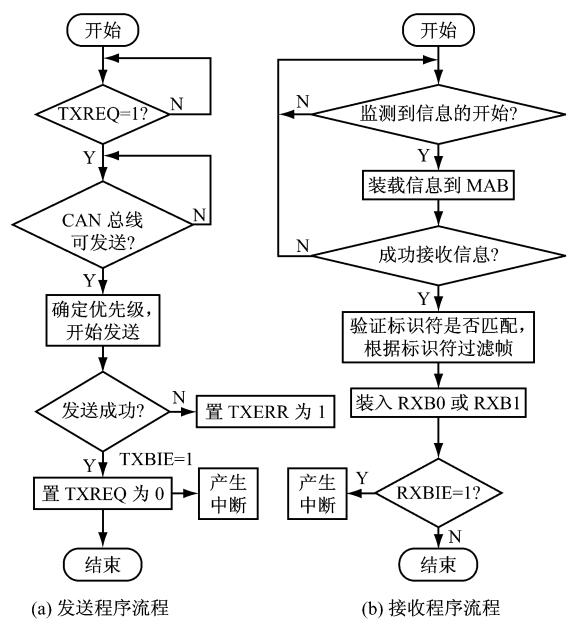 开始
TXREQ=1?
N
Y
CAN 总线
可发送?
N
Y
确定优先级,
开始发送
发送成功?
N
置 TXERR 为 1
Y
TXBIE=1
置 TXREQ 为 0
产生
中断
结束
(a) 发送程序流程
开始
监测到信息的开始?
N
Y
装载信息到 MAB
成功接收信息?
N
Y
验证标识符是否匹配,
根据标识符过滤帧
装入 RXB0 或 RXB1
RXBIE=1?
Y
产生
中断
N
结束
(b) 接收程序流程